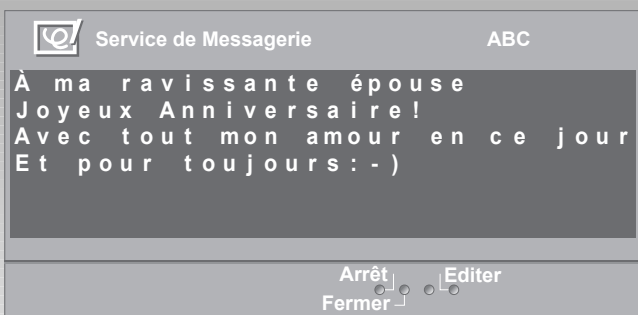 Service de Messagerie ABC
À ma ravissante épouse
Joyeux Anniversaire!
Avec tout mon amour en ce jour
Et pour toujours:-)
Arrêt Editer
Fermer